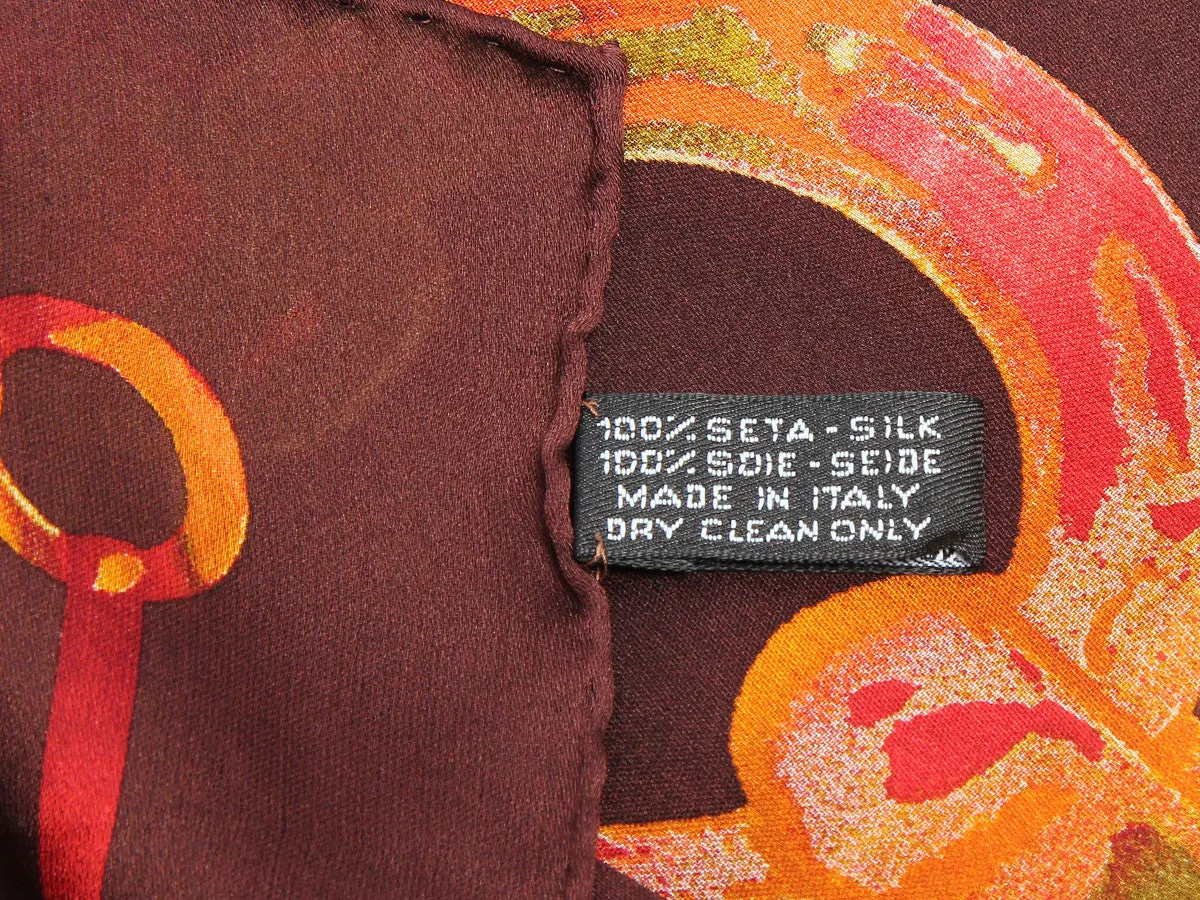 100% SETA - SILK
100% SOIE - SEIDE
MADE IN ITALY
DRY CLEAN ONLY